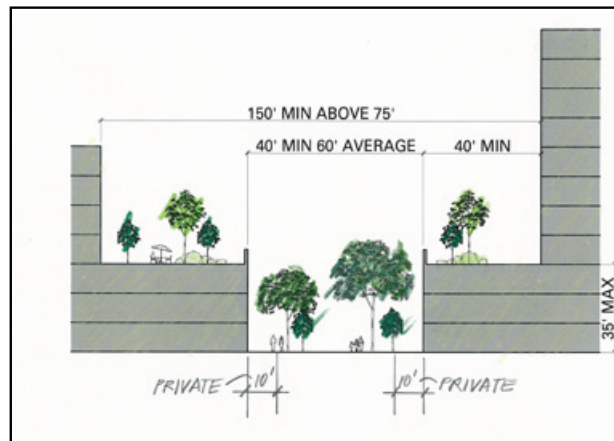 150' MIN ABOVE 75'
40' MIN 60' AVERAGE
40' MIN
35' MAX
PRIVATE 10'
10' PRIVATE